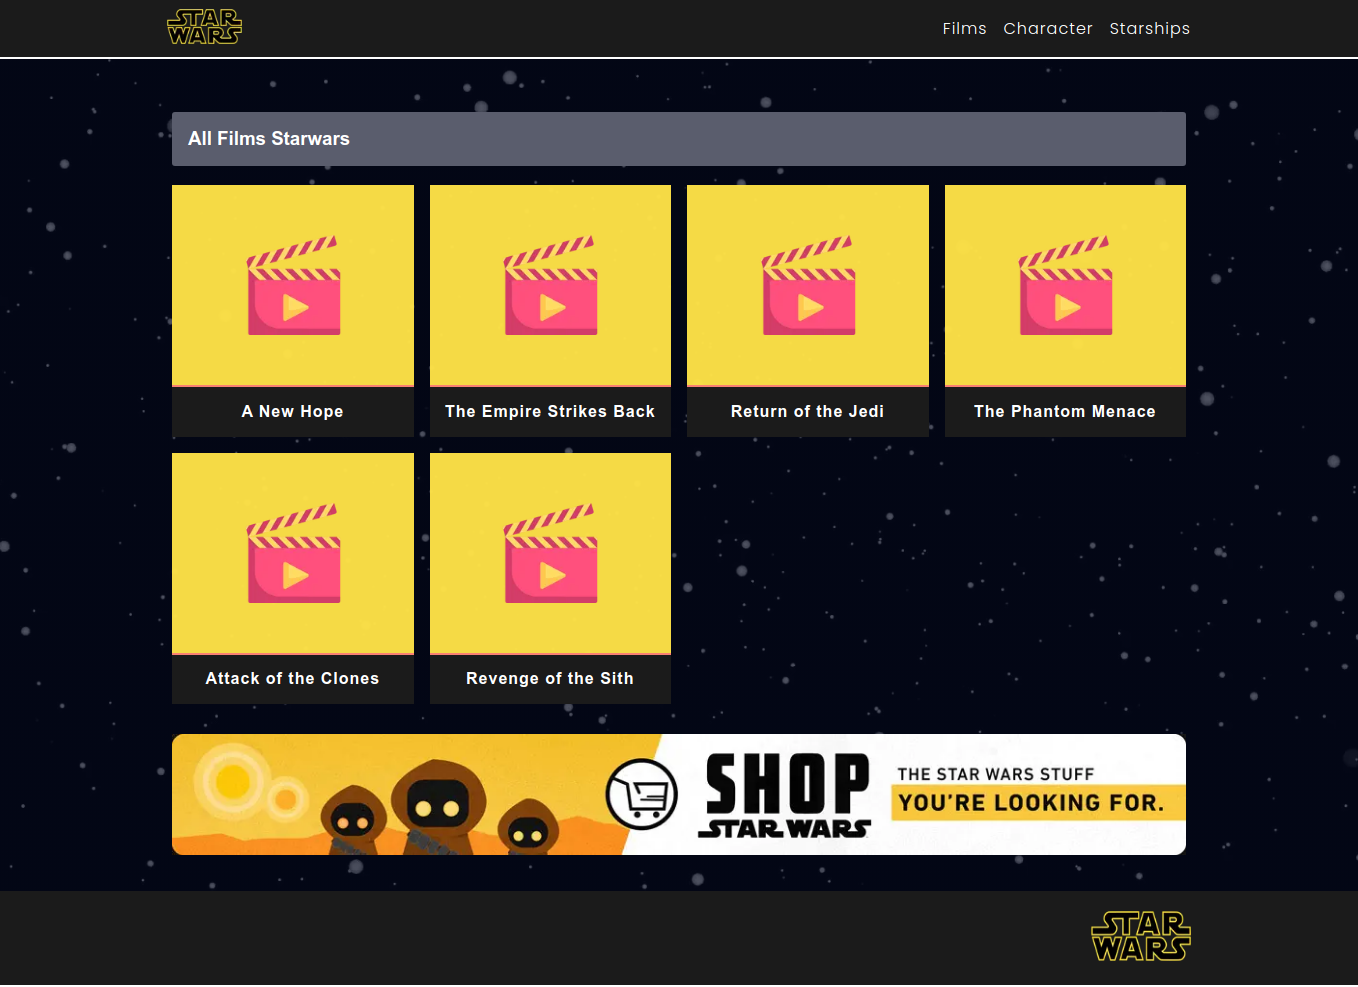 STAR
WARS
Films Character Starships
All Films Starwars
A New Hope
The Empire Strikes Back
Return of the Jedi
The Phantom Menace
Attack of the Clones
Revenge of the Sith
SHOP
STAR WARS
THE STAR WARS STUFF
YOU'RE LOOKING FOR.
STAR
WARS